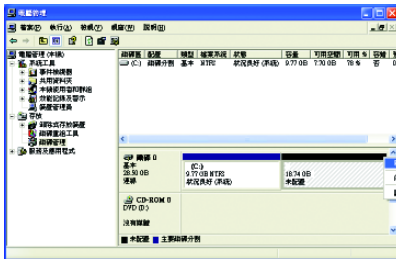 電腦管理
檔案(F) 執行(A) 檢視(V) 視窗(W) 說明(H)
電腦管理 (本機)
系統工具
事件檢視器
共用資料夾
本機使用者和群組
效能記錄及警示
裝置管理員
存放
卸除式存放裝置
磁碟重組工具
磁碟管理
服務及應用程式
磁碟區 配置 類型 檔案系統 狀態 容量 可用空間 可用 % 容錯
(C:) 磁碟分割 基本 NTFS 狀況良好 (系統) 9.77 GB 7.70 GB 78 % 否
磁碟 0
基本
28.50 GB
連線
(C:)
9.77 GB NTFS
狀況良好 (系統)
18.74 GB
未配置
CD-ROM 0
DVD (D:)
沒有媒體
未配置 主要磁碟分割